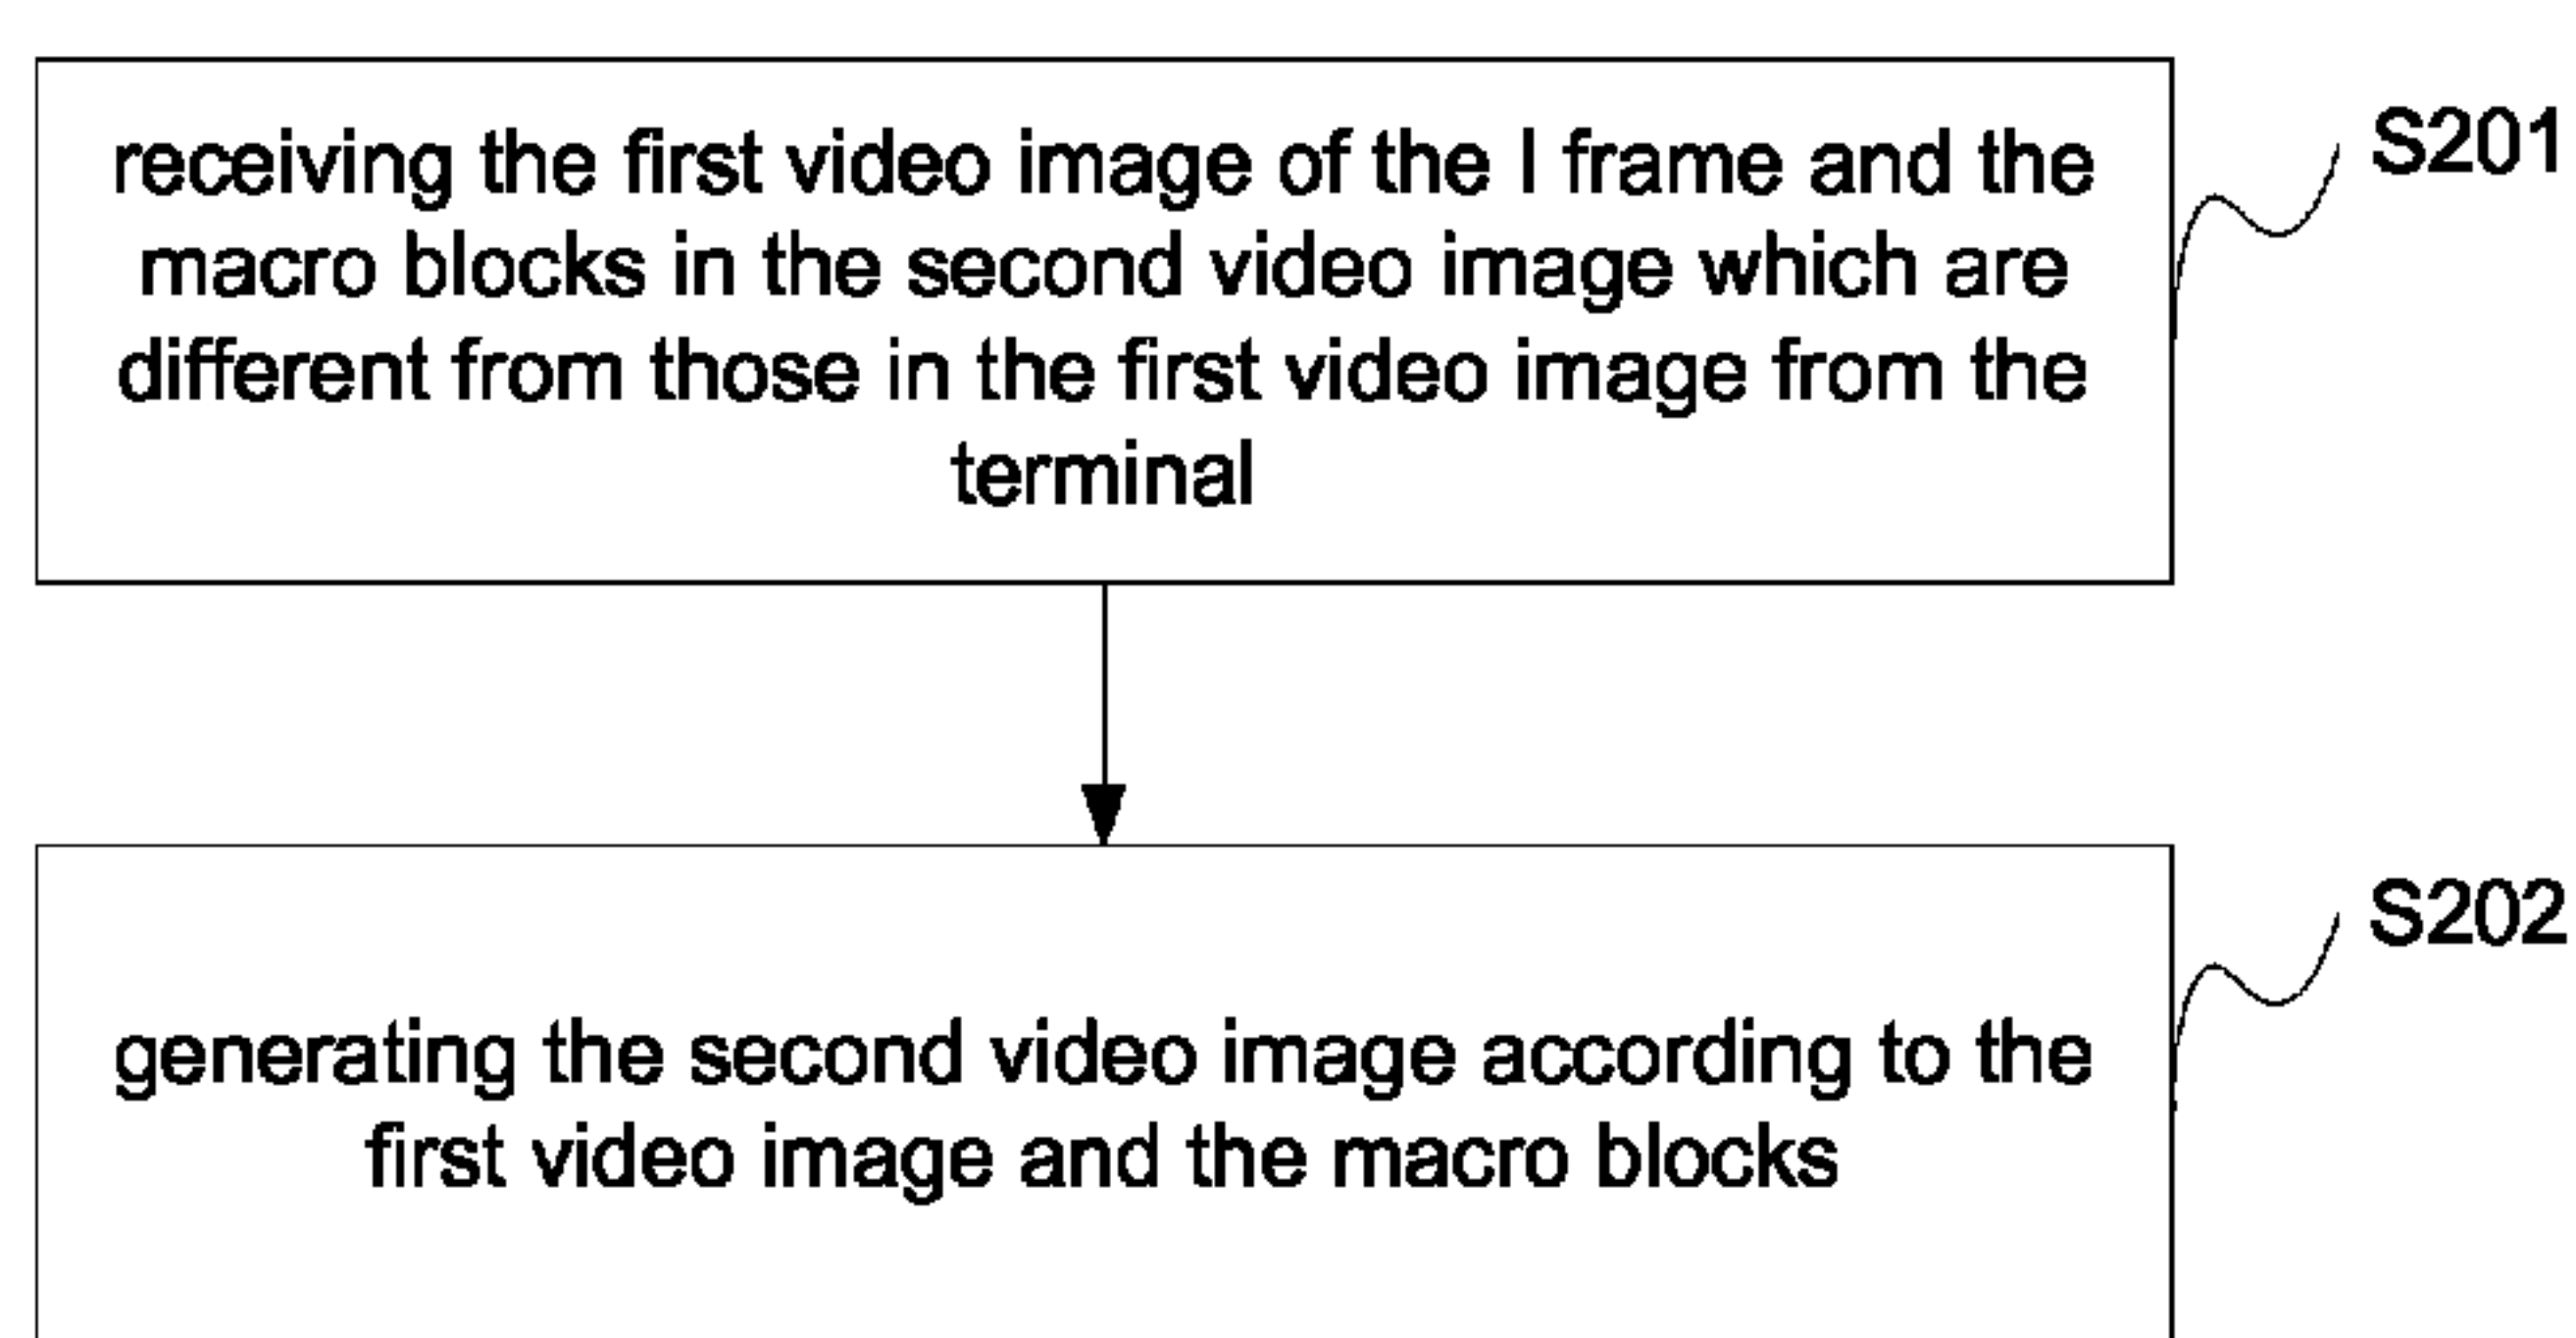 receiving the first video image of the I frame and the
macro blocks in the second video image which are
different from those in the first video image from the
terminal
S201
generating the second video image according to the
first video image and the macro blocks
S202